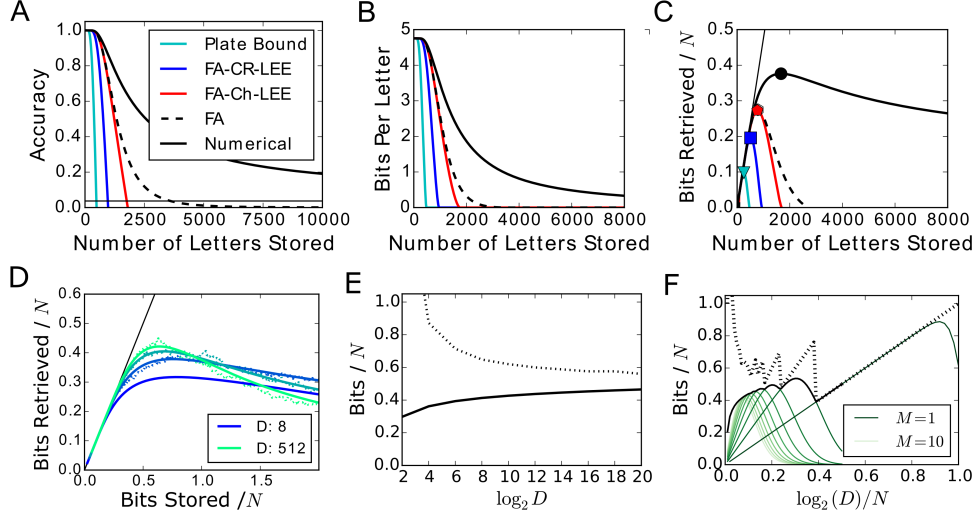 A
Accuracy
1.0
0.8
0.6
0.4
0.2
0.0
0
2500
5000
7500
10000
Number of Letters Stored
Plate Bound
FA-CR-LEE
FA-Ch-LEE
FA
Numerical
B
Bits Per Letter
5
4
3
2
1
0
0
2000
4000
6000
8000
Number of Letters Stored
C
Bits Retrieved / N
0.5
0.4
0.3
0.2
0.1
0.0
0
2000
4000
6000
8000
Number of Letters Stored
D
Bits Retrieved / N
0.6
0.5
0.4
0.3
0.2
0.1
0.0
0.0
0.5
1.0
1.5
Bits Stored /N
D: 8
D: 512
E
Bits / N
1.0
0.8
0.6
0.4
0.2
0.0
2
4
6
8
10
12
14
16
18
20
log₂ D
F
Bits / N
1.0
0.8
0.6
0.4
0.2
0.0
0.0
0.2
0.4
0.6
0.8
1.0
log₂(D)/N
M=1
M=10